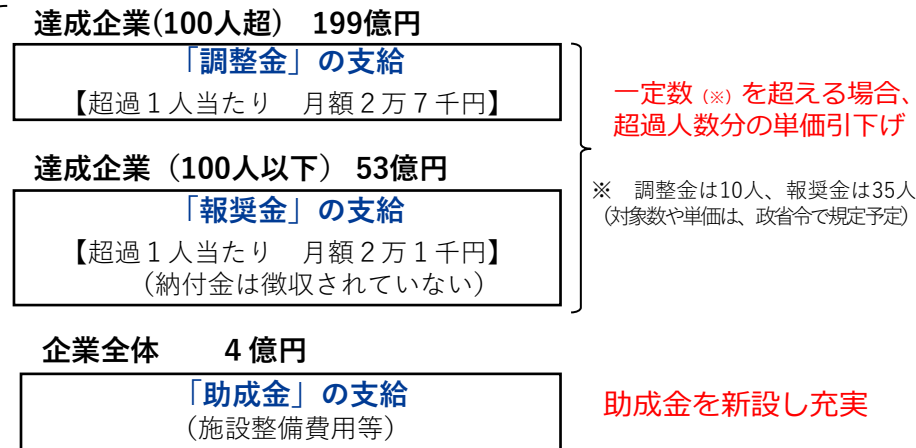 達成企業(100人超)　199億円
「調整金」の支給
【超過１人当たり　月額２万７千円】
達成企業（100人以下） 53億円
「報奨金」の支給
【超過１人当たり　月額２万１千円】
（納付金は徴収されていない）
一定数（※）を超える場合、
超過人数分の単価引下げ
※　調整金は10人、報奨金は35人
（対象数や単価は、政省令で規定予定）
企業全体　　４億円
「助成金」の支給
（施設整備費用等）
助成金を新設し充実